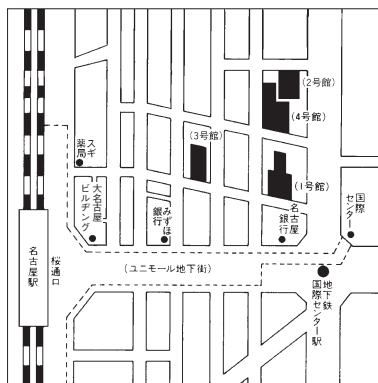 (2号館)
(4号館)
(3号館)
スギ
薬局
(1号館)
大名古屋
ビルヂング
みずほ
銀行
名古屋
銀行
国際
センター
名古屋駅
桜通口
(ユニモール地下街)
地下鉄
国際センター駅